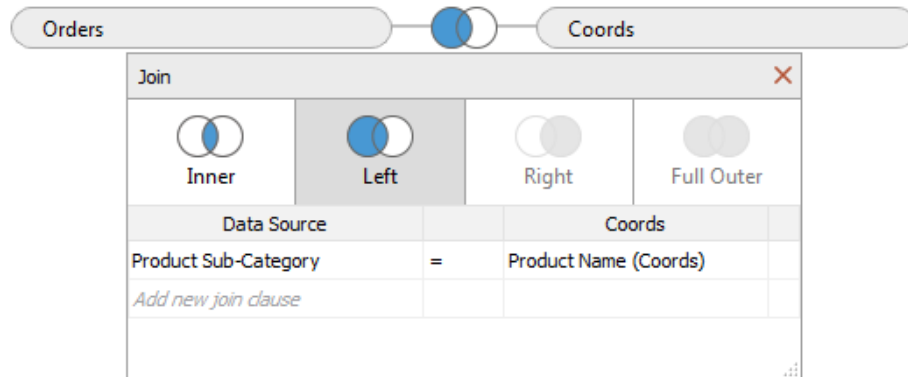 Orders Coords
Join
Inner Left Right Full Outer
Data Source Coords
Product Sub-Category = Product Name (Coords)
Add new join clause